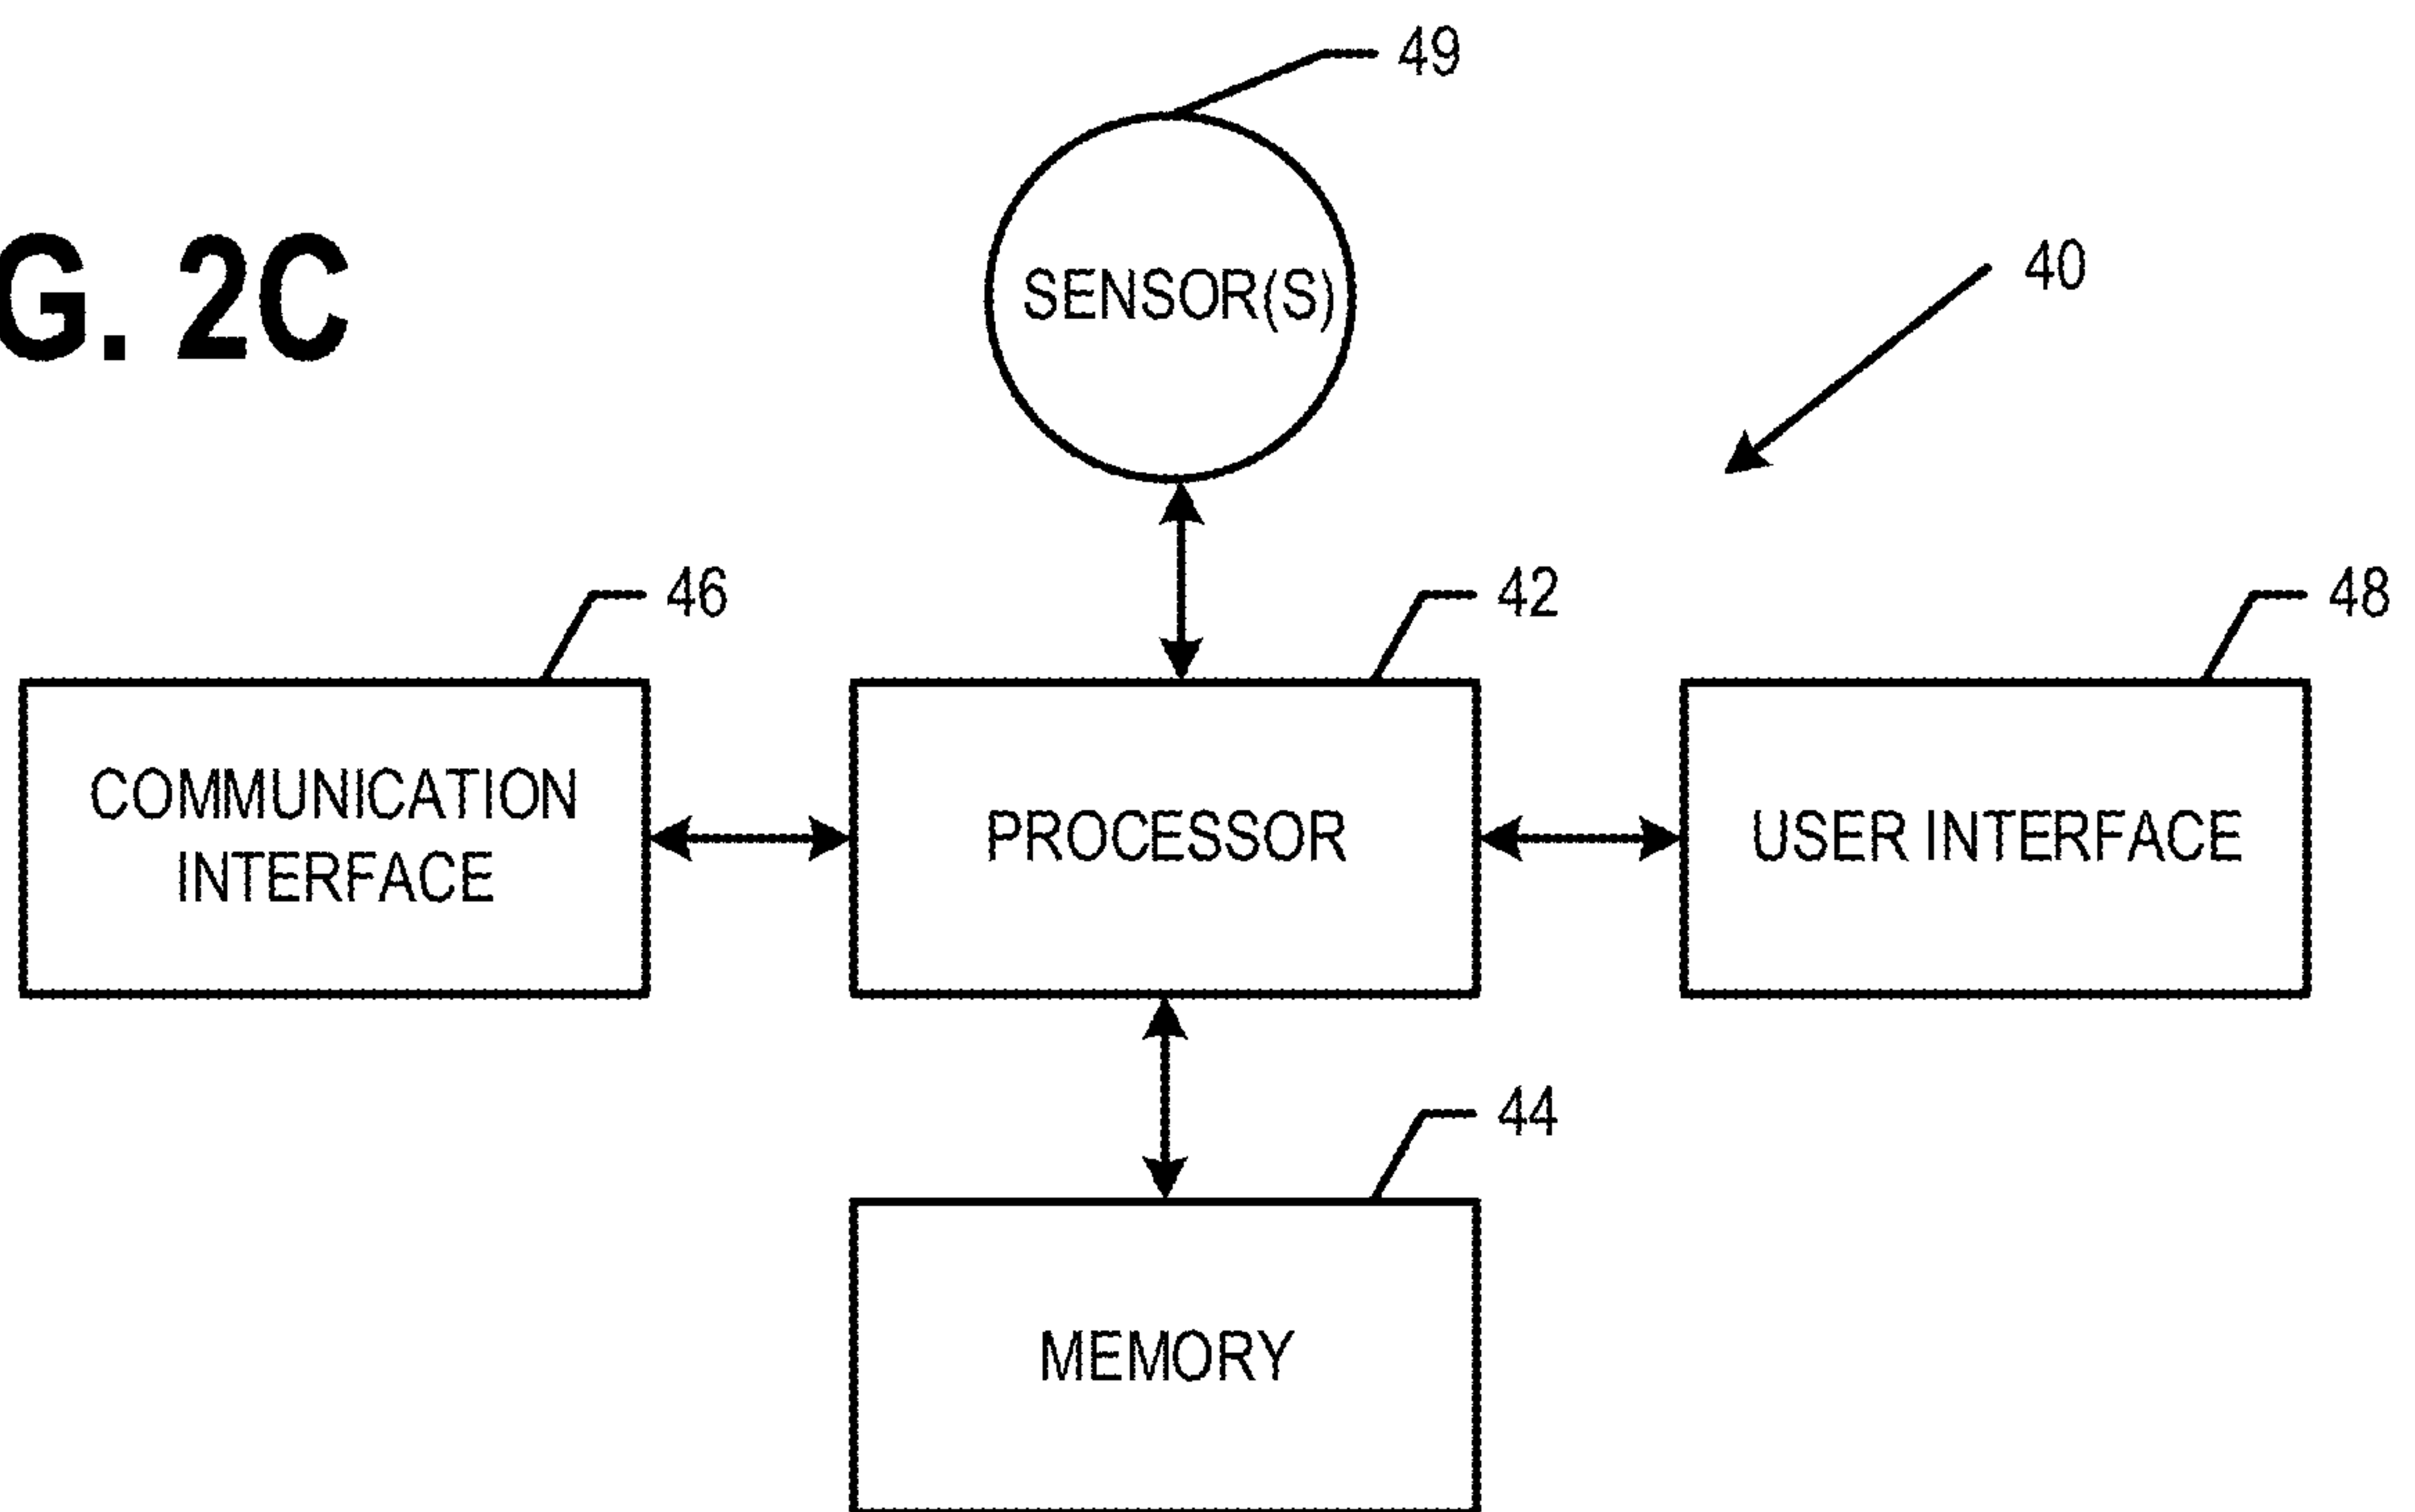 49
G. 2C
SENSOR(S)
40
46
42
48
COMMUNICATION
INTERFACE
PROCESSOR
USER INTERFACE
44
MEMORY